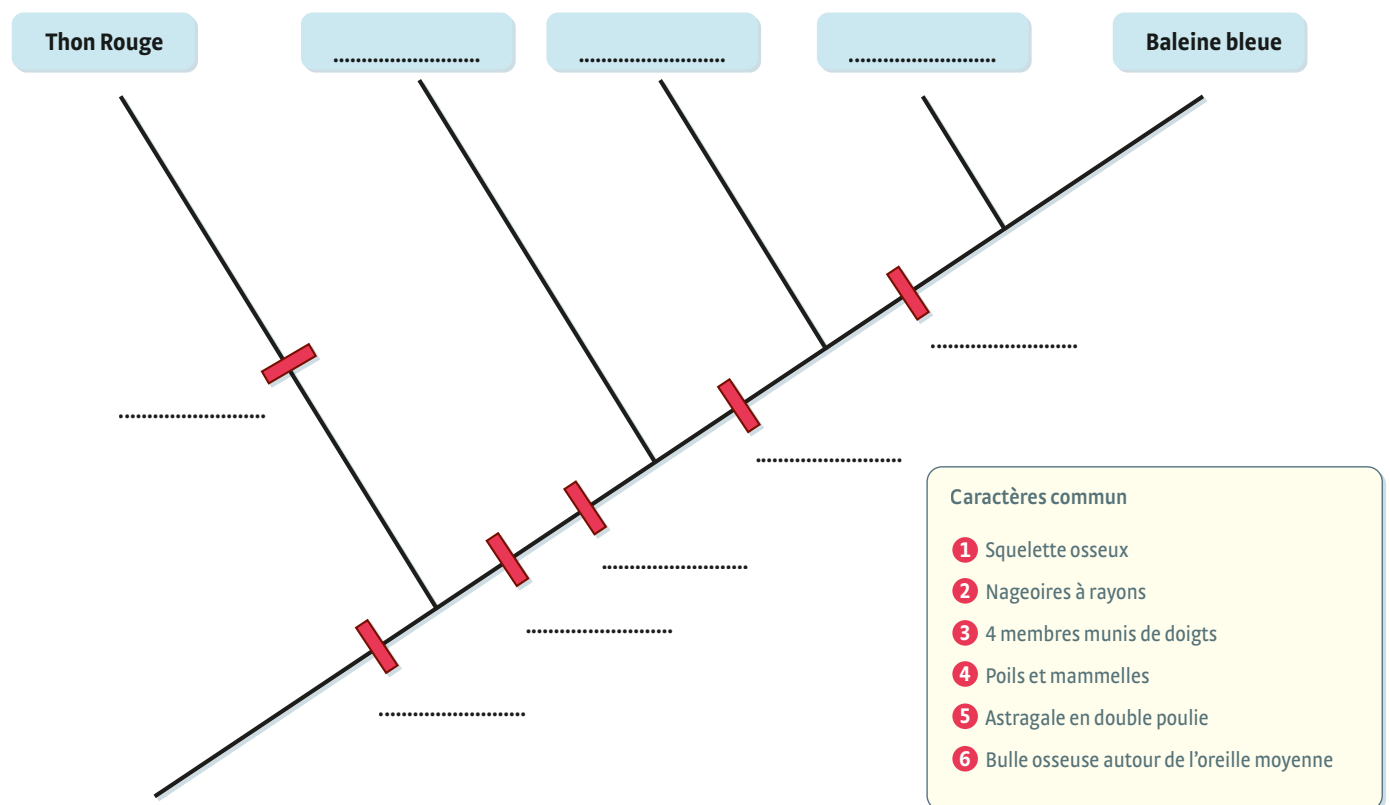 Thon Rouge
..........................
..........................
..........................
Baleine bleue
..........................
..........................
..........................
..........................
..........................
..........................
Caractères commun
1 Squelette osseux
2 Nageoires à rayons
3 4 membres munis de doigts
4 Poils et mammelles
5 Astragale en double poulie
6 Bulle osseuse autour de l’oreille moyenne